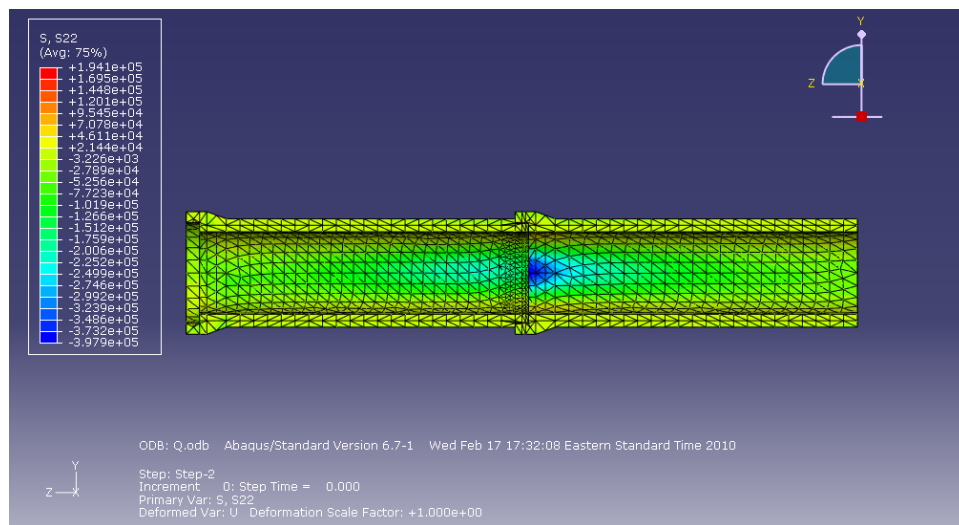 S, S22
(Avg: 75%)
+1.941e+05
+1.695e+05
+1.448e+05
+1.201e+05
+9.545e+04
+7.078e+04
+4.611e+04
+2.144e+04
-3.226e+03
-2.789e+04
-5.256e+04
-7.723e+04
-1.019e+05
-1.266e+05
-1.512e+05
-1.759e+05
-2.006e+05
-2.252e+05
-2.499e+05
-2.746e+05
-2.992e+05
-3.239e+05
-3.486e+05
-3.732e+05
-3.979e+05
Y
Z X
ODB: Q.odb Abaqus/Standard Version 6.7-1 Wed Feb 17 17:32:08 Eastern Standard Time 2010
Y
Z X
Step: Step-2
Increment 0: Step Time = 0.000
Primary Var: S, S22
Deformed Var: U Deformation Scale Factor: +1.000e+00